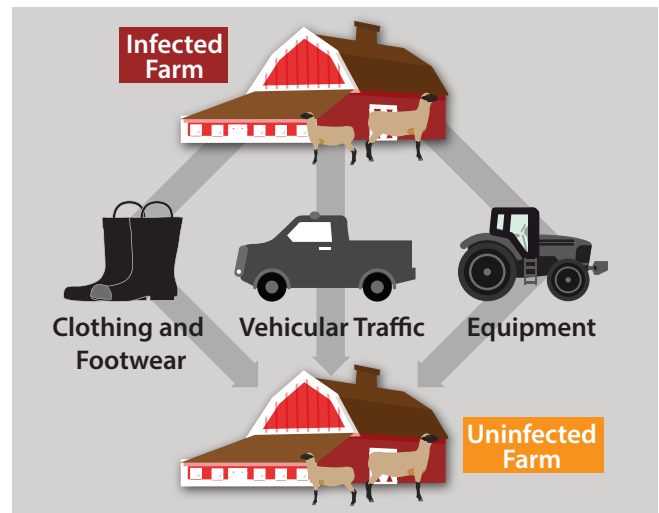 Infected
Farm
Clothing and
Footwear
Vehicular Traffic
Equipment
Uninfected
Farm